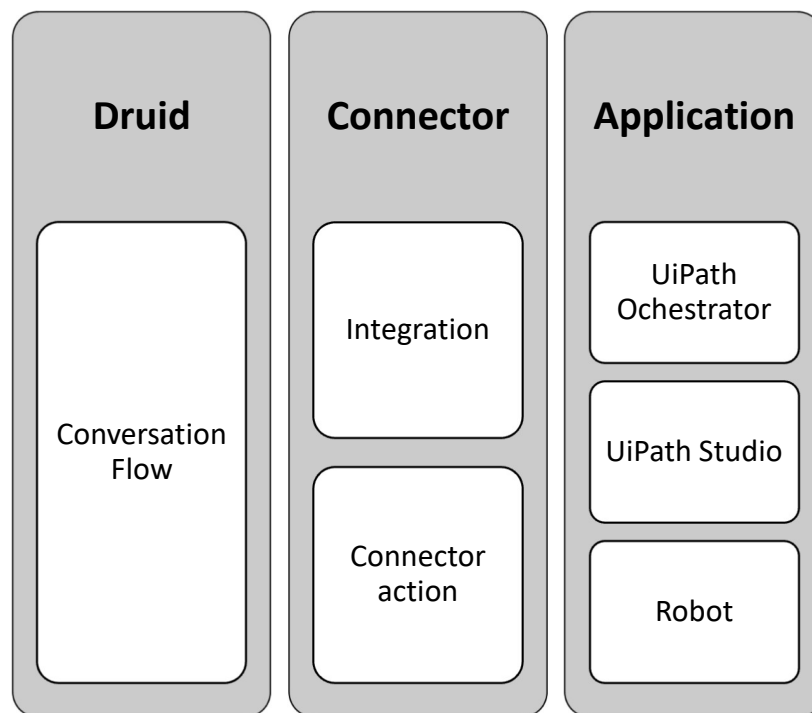 Druid
Conversation
Flow
Connector
Integration
Connector
action
Application
UiPath
Ochestrator
UiPath Studio
Robot